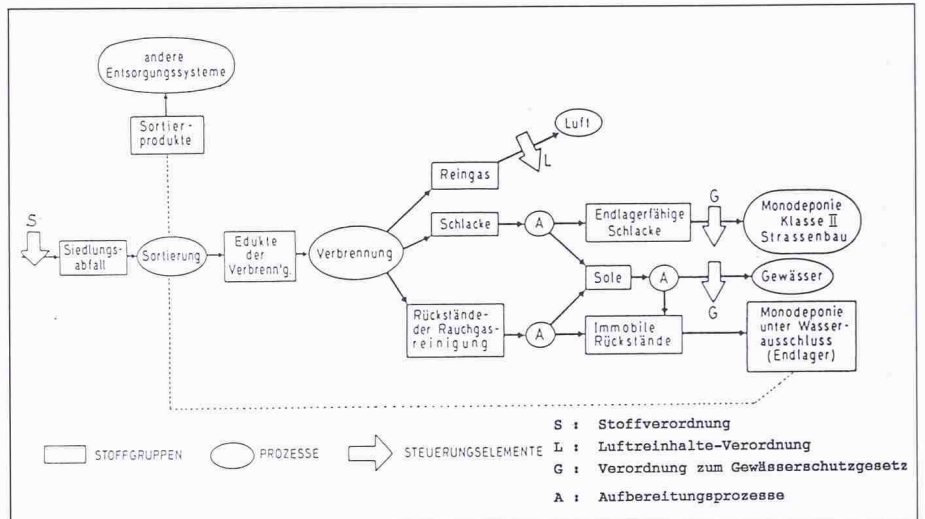 andere
Entsorgungssysteme
Sortier-
produkte
Luft
L
Reingas
S
Siedlungs-
abfall
Sortierung
Edukte
der
Verbrenn'g.
Verbrennung
Schlacke
A
Endlagerfähige
Schlacke
G
Monodeponie
Klasse II
Strassenbau
Sole
A
Gewässer
G
Rückstände-
der Rauchgas-
reinigung
A
Immobile
Rückstände
Monodeponie
unter Wasser-
ausschluss
(Endlager)
STOFFGRUPPEN
PROZESSE
STEUERUNGSELEMENTE
S : Stoffverordnung
L : Luftreinhalte-Verordnung
G : Verordnung zum Gewässerschutzgesetz
A : Aufbereitungsprozesse